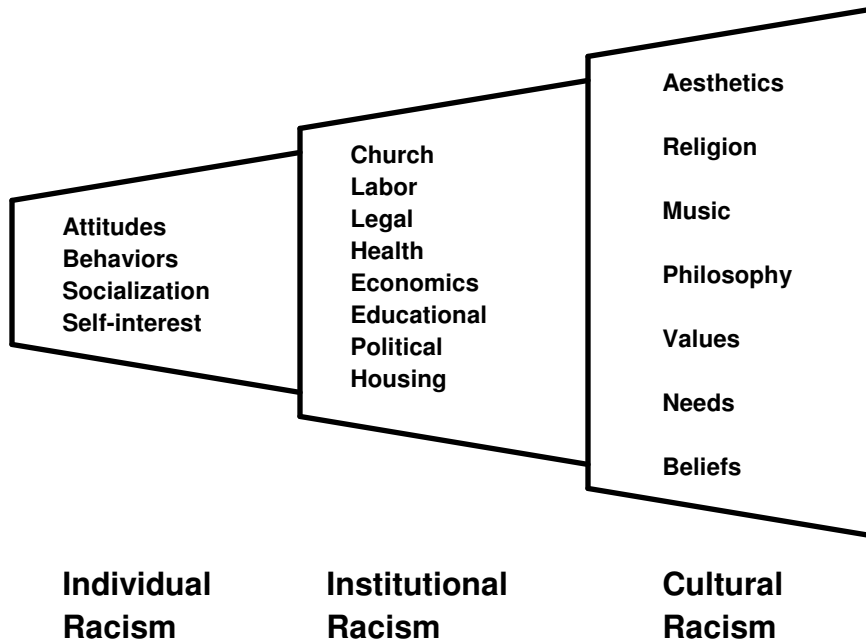 Attitudes
Behaviors
Socialization
Self-interest
Church
Labor
Legal
Health
Economics
Educational
Political
Housing
Aesthetics
Religion
Music
Philosophy
Values
Needs
Beliefs
Individual
Racism
Institutional
Racism
Cultural
Racism